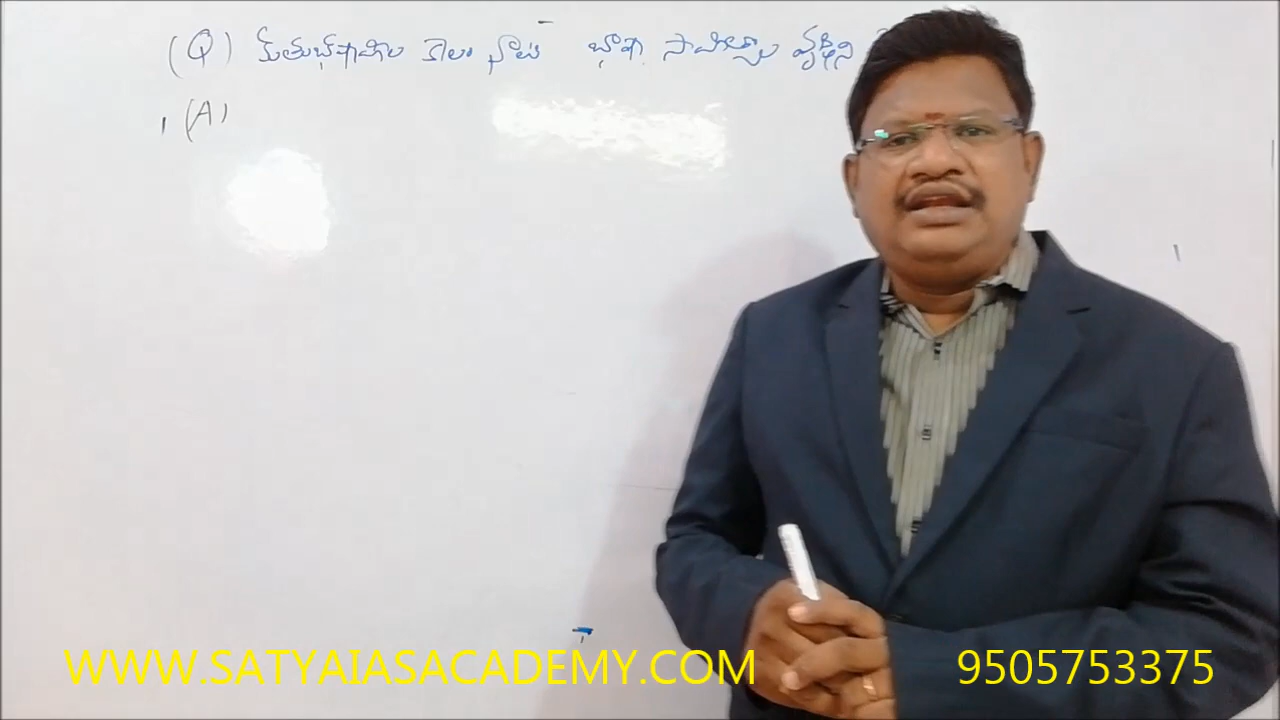 (Q) కుతుబ్‌షాహిల కాలం నాటి భాషా సాహిత్యాల వృద్ధిని
(A)
WWW.SATYAIASACADEMY.COM 9505753375